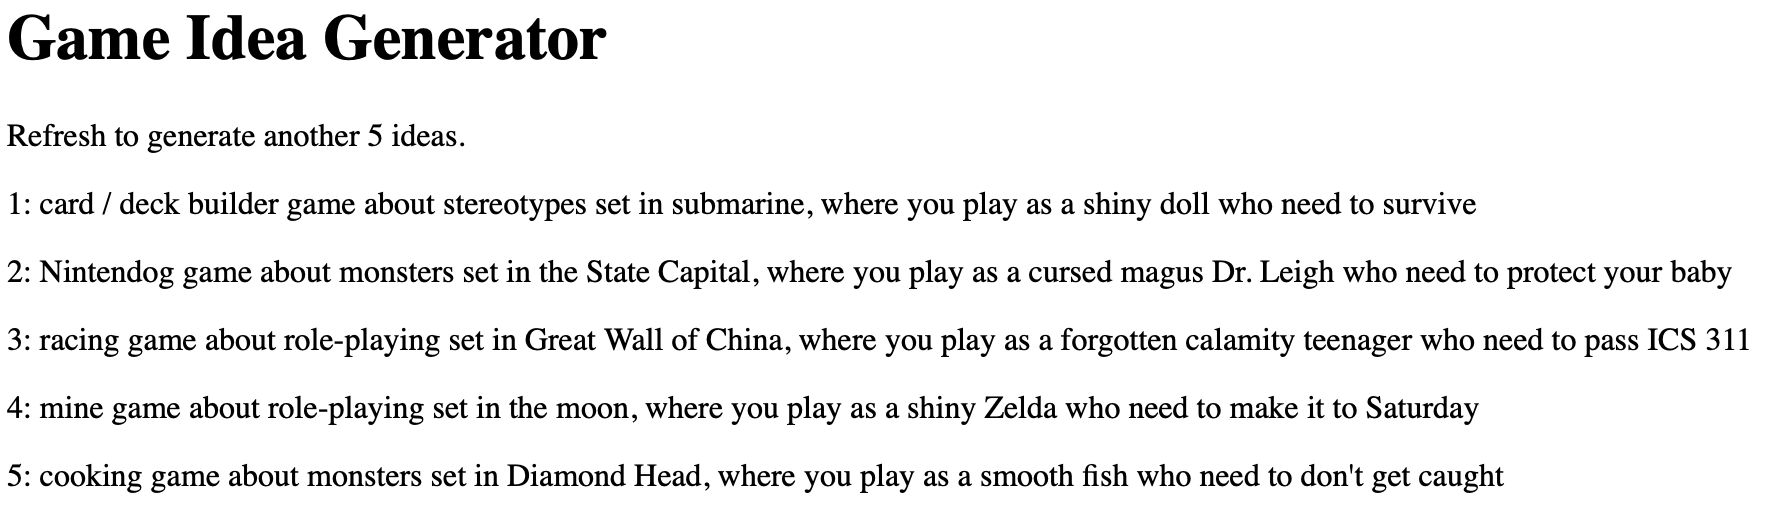 Game Idea Generator
Refresh to generate another 5 ideas.
1: card / deck builder game about stereotypes set in submarine, where you play as a shiny doll who need to survive
2: Nintendog game about monsters set in the State Capital, where you play as a cursed magus Dr. Leigh who need to protect your baby
3: racing game about role-playing set in Great Wall of China, where you play as a forgotten calamity teenager who need to pass ICS 311
4: mine game about role-playing set in the moon, where you play as a shiny Zelda who need to make it to Saturday
5: cooking game about monsters set in Diamond Head, where you play as a smooth fish who need to don't get caught